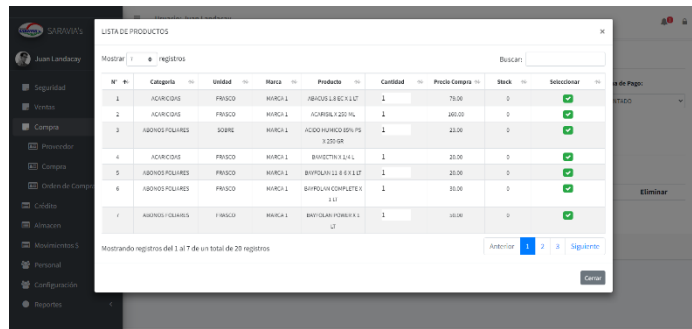 SARAVIA's
LISTA DE PRODUCTOS ×
Juan Landacay
Mostrar 7 registros Buscar:
N° Categoria Unidad Marca Producto Cantidad Precio Compra Stock Seleccionar
1 ACARICIDAS FRASCO MARCA 1 ABACUS 1.8 EC X 1 LT 1 79.00 0
2 ACARICIDAS FRASCO MARCA 1 ACARISIL X 250 ML 1 160.00 0
3 ABONOS FOLIARES SOBRE MARCA 1 ACIDO HUMICO 85% PS 1 23.00 0
X 250 GR
4 ACARICIDAS FRASCO MARCA 1 BAMECTIN X 1/4 L 1 20.00 0
5 ABONOS FOLIARES FRASCO MARCA 1 BAYFOLAN 11-8-6 X 1 LT 1 20.00 0
6 ABONOS FOLIARES FRASCO MARCA 1 BAYFOLAN COMPLETE X 1 30.00 0
1 LT
7 ABONOS FOLIARES FRASCO MARCA 1 1 0
LT
Mostrando registros del 1 al 7 de un total de 20 registros Anterior 1 2 3 Siguiente
Cerrar
Seguridad
Ventas
Compra
Proveedor
Compra
Orden de Compra
Crédito
Almacen
Movimientos S
Personal
Configuración
Reportes
a de Pago:
NTADO
Eliminar